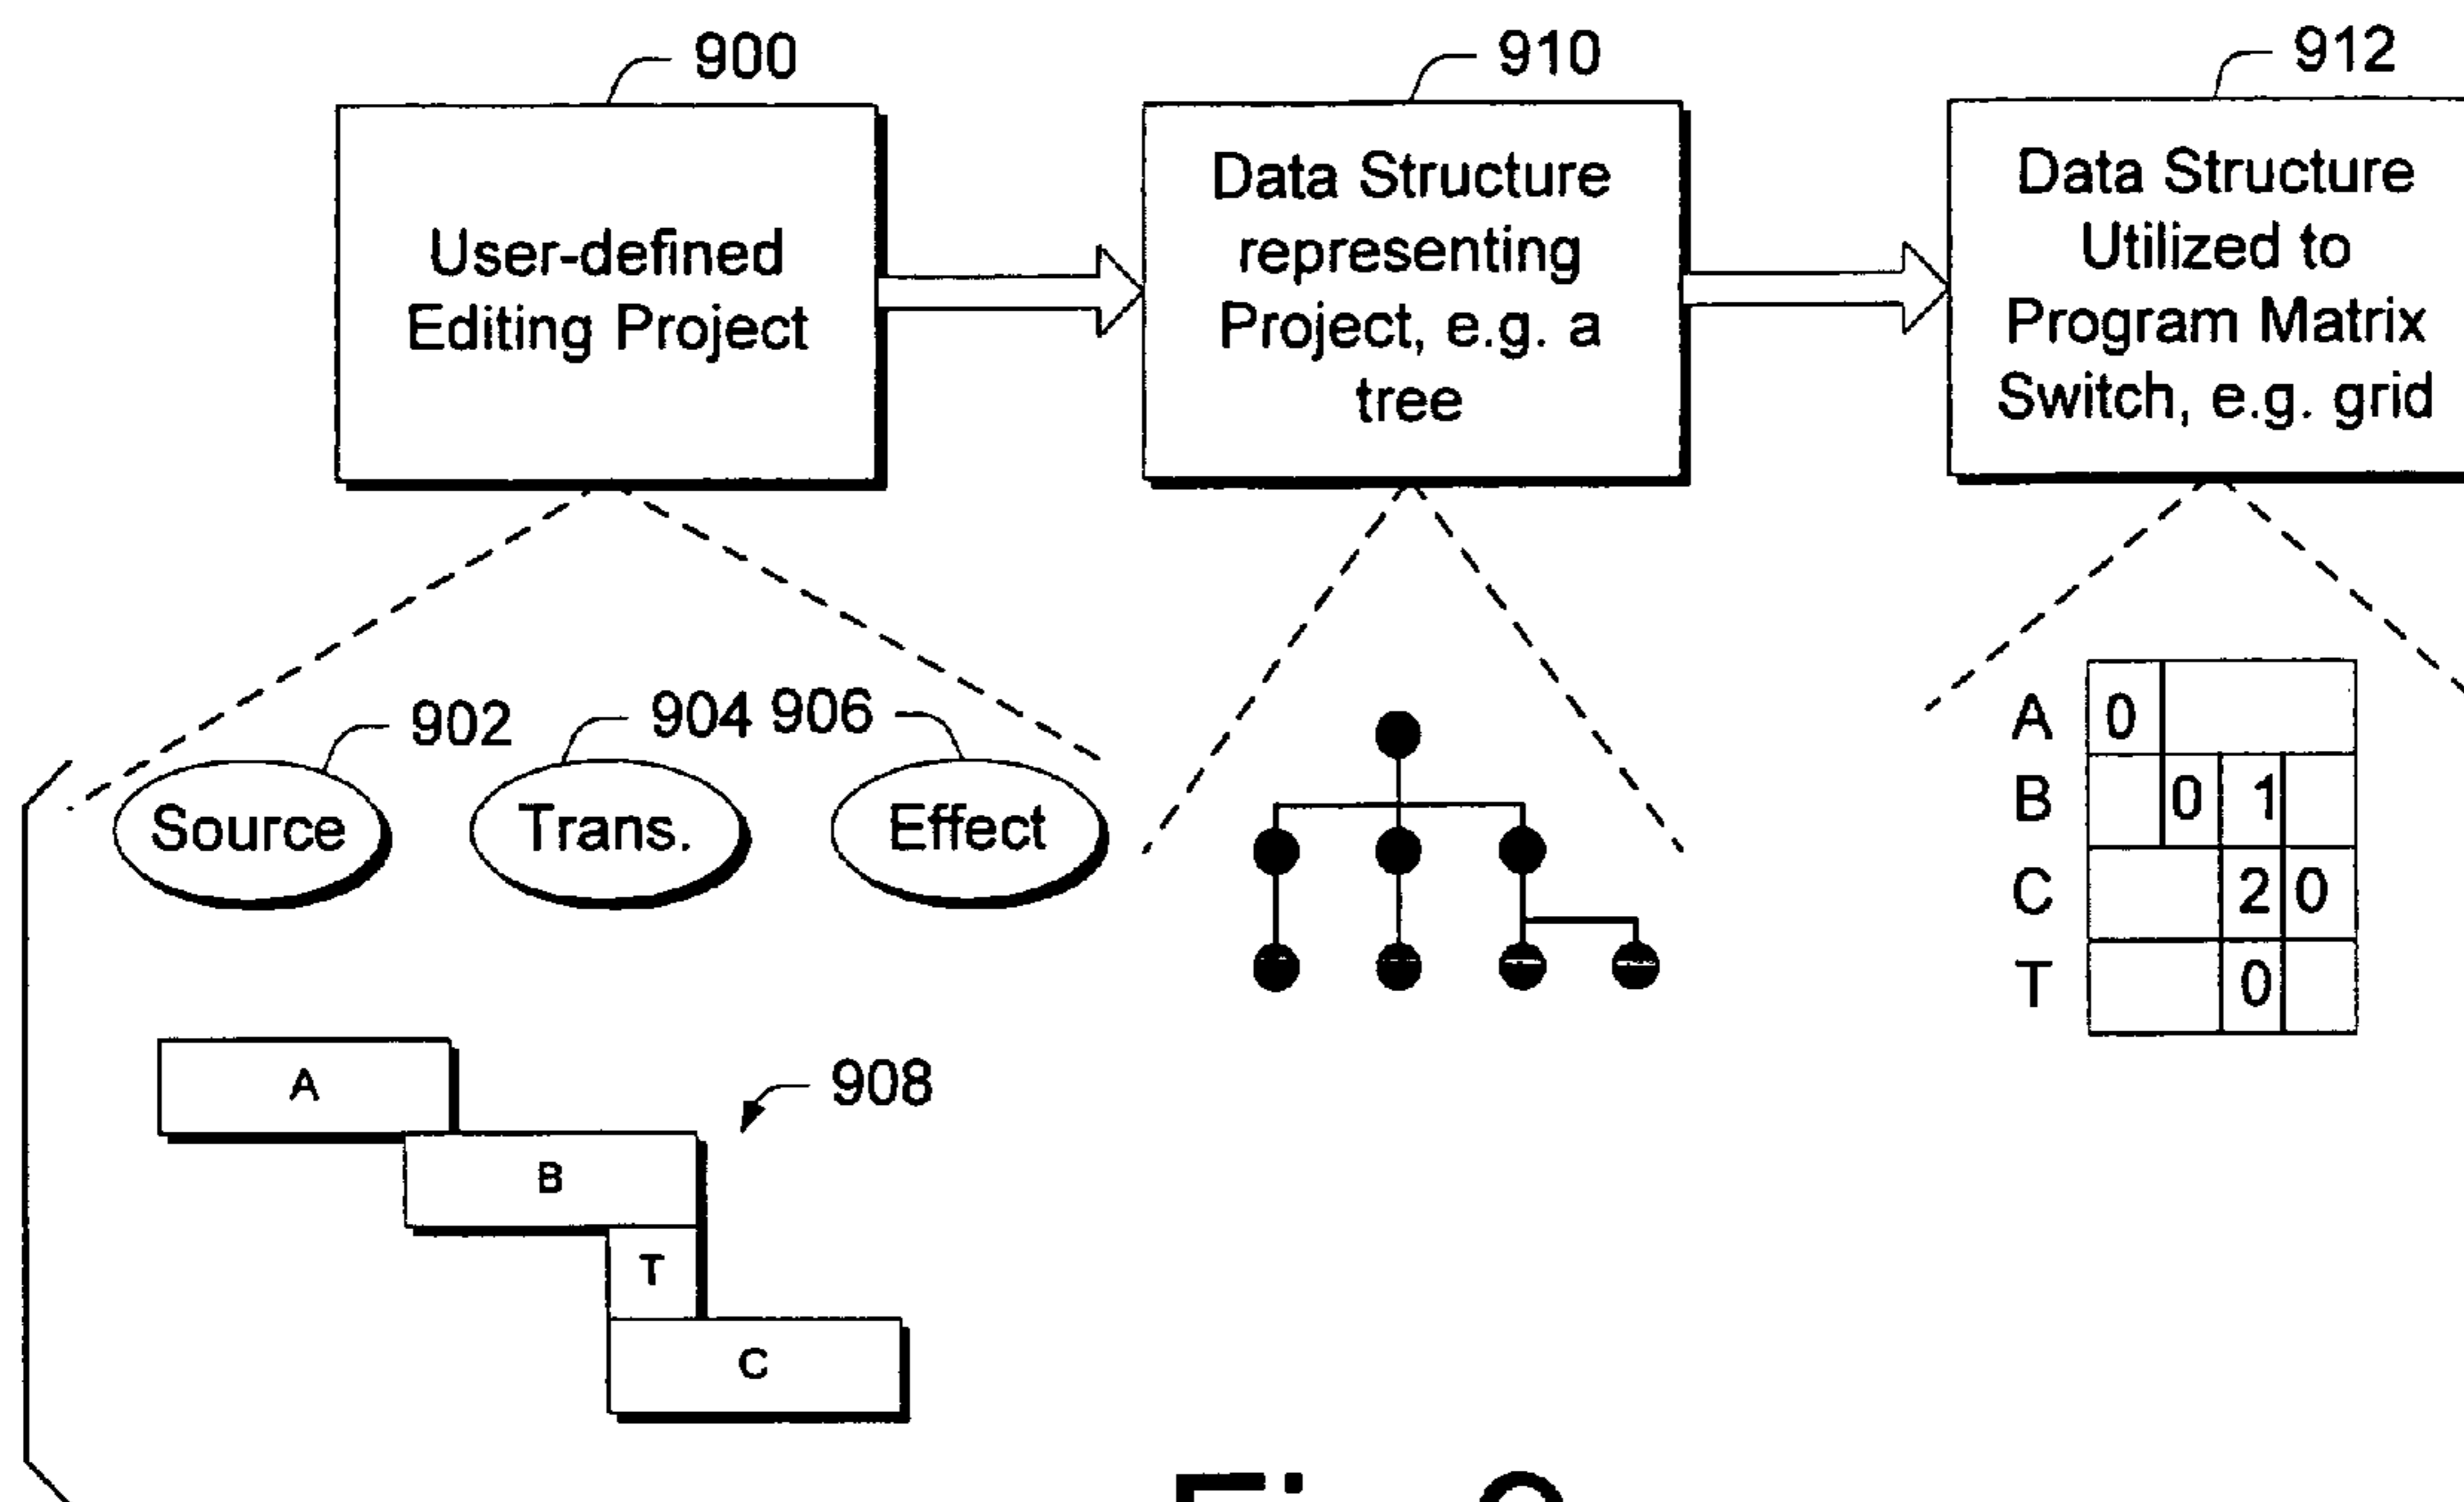 900
910
912
User-defined
Editing Project
Data Structure
representing
Project, e.g. a
tree
Data Structure
Utilized to
Program Matrix
Switch, e.g. grid
902
904 906
Source
Trans.
Effect
A 0
B 0 1
C 2 0
T 0
A
908
B
T
C